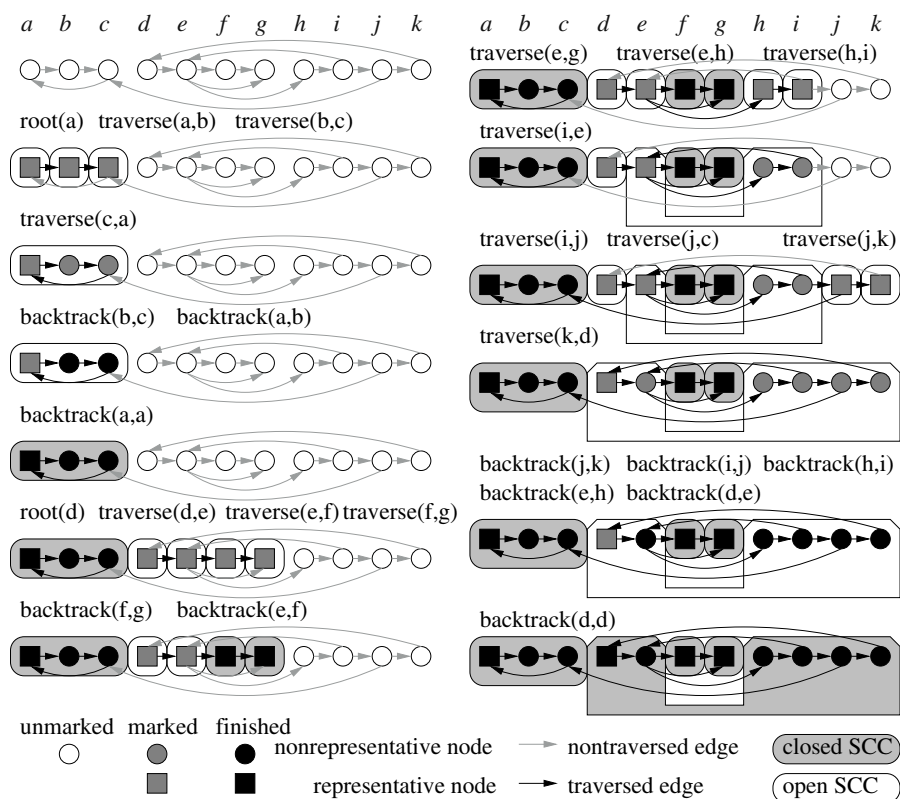 a b c d e f g h i j k
root(a) traverse(a,b) traverse(b,c)
traverse(c,a)
backtrack(b,c) backtrack(a,b)
backtrack(a,a)
root(d) traverse(d,e) traverse(e,f) traverse(f,g)
backtrack(f,g) backtrack(e,f)
a b c d e f g h i j k
traverse(e,g) traverse(e,h) traverse(h,i)
traverse(i,e)
traverse(i,j) traverse(j,c) traverse(j,k)
traverse(k,d)
backtrack(j,k) backtrack(i,j) backtrack(h,i)
backtrack(e,h) backtrack(d,e)
backtrack(d,d)
unmarked marked finished
nonrepresentative node nontraversed edge closed SCC
representative node traversed edge open SCC